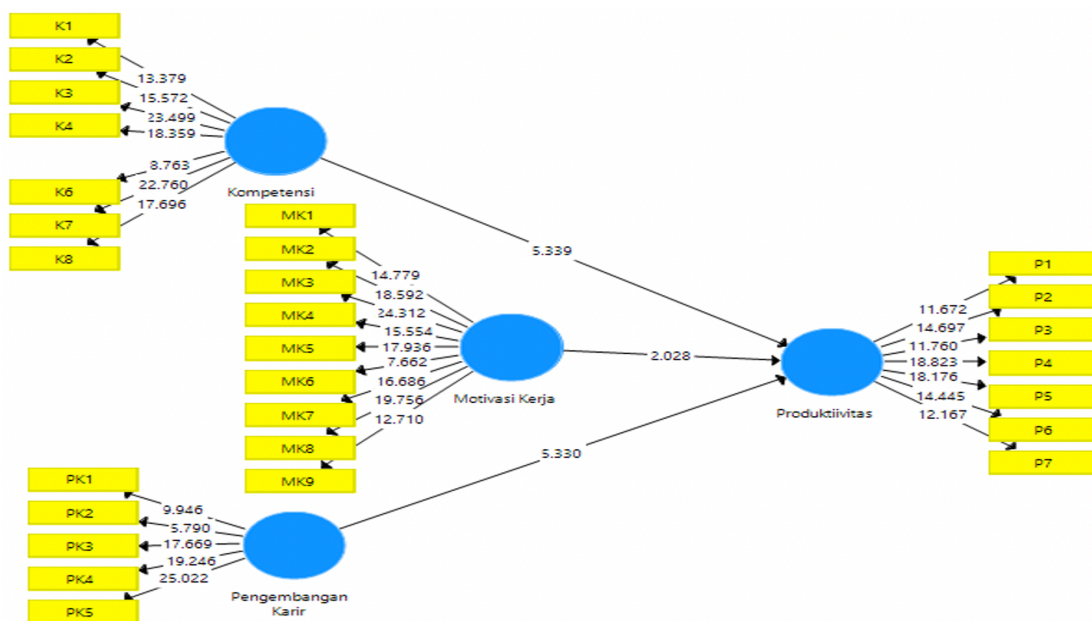 K1
K2
K3
K4
K6
K7
K8
13.379
15.572
23.499
18.359
8.763
22.760
17.696
Kompetensi
MK1
MK2
MK3
MK4
MK5
MK6
MK7
MK8
MK9
14.779
18.592
24.312
15.554
17.936
7.662
16.686
19.756
12.710
Motivasi Kerja
PK1
PK2
PK3
PK4
PK5
9.946
5.790
17.669
19.246
25.022
Pengembangan
Karir
5.339
2.028
5.330
Produktiivitas
11.672
14.697
11.760
18.823
18.176
14.445
12.167
P1
P2
P3
P4
P5
P6
P7